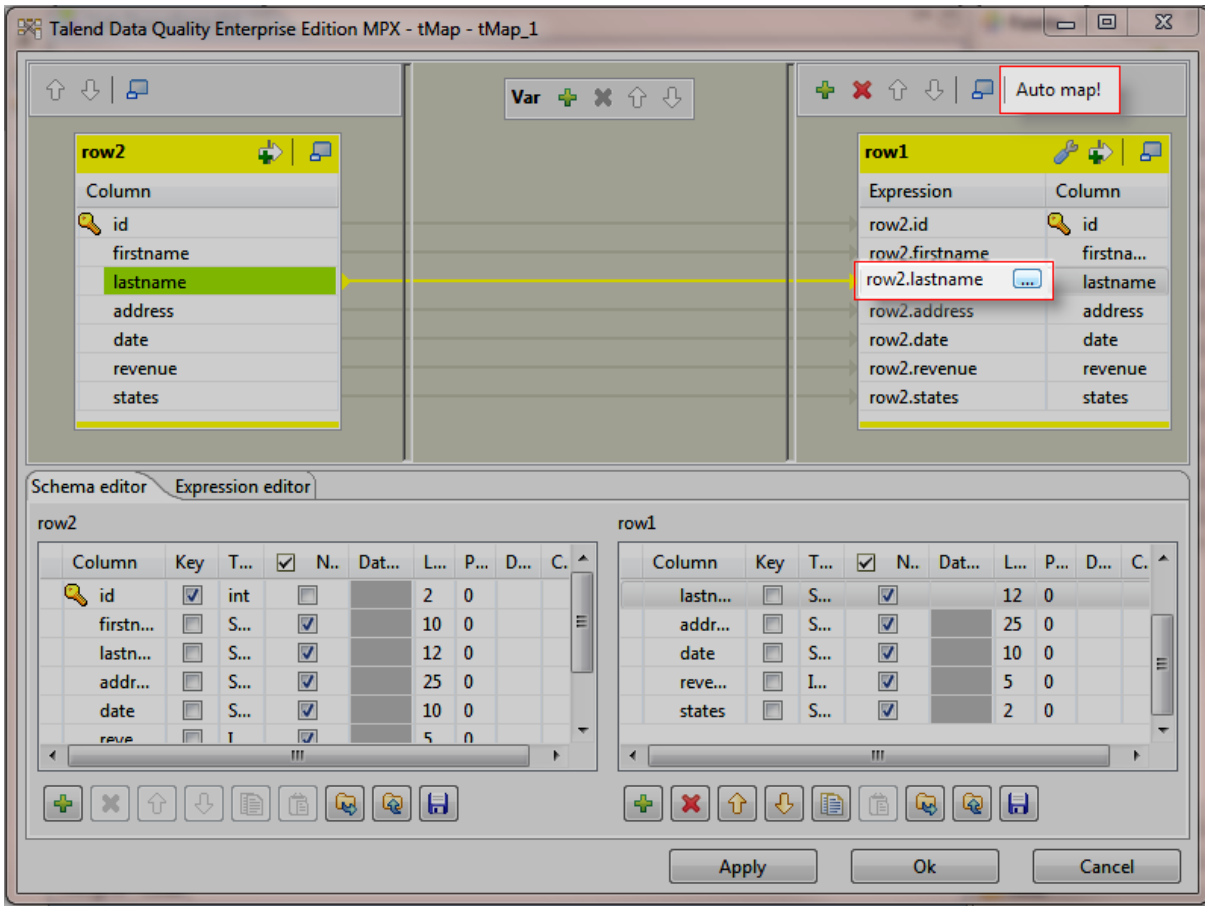 Talend Data Quality Enterprise Edition MPX - tMap - tMap_1
Var
Auto map!
row2
Column
id
firstname
lastname
address
date
revenue
states
row1
Expression Column
row2.id id
row2.firstname firstna...
row2.lastname ... lastname
row2.address address
row2.date date
row2.revenue revenue
row2.states states
Schema editor Expression editor
row2
Column Key T... N.. Dat... L... P... D... C.
id int 2 0
firstn... S... 10 0
lastn... S... 12 0
addr... S... 25 0
date S... 10 0
reve I 5 0
row1
Column Key T... N.. Dat... L... P... D... C.
lastn... S... 12 0
addr... S... 25 0
date S... 10 0
reve... I... 5 0
states S... 2 0
Apply Ok Cancel